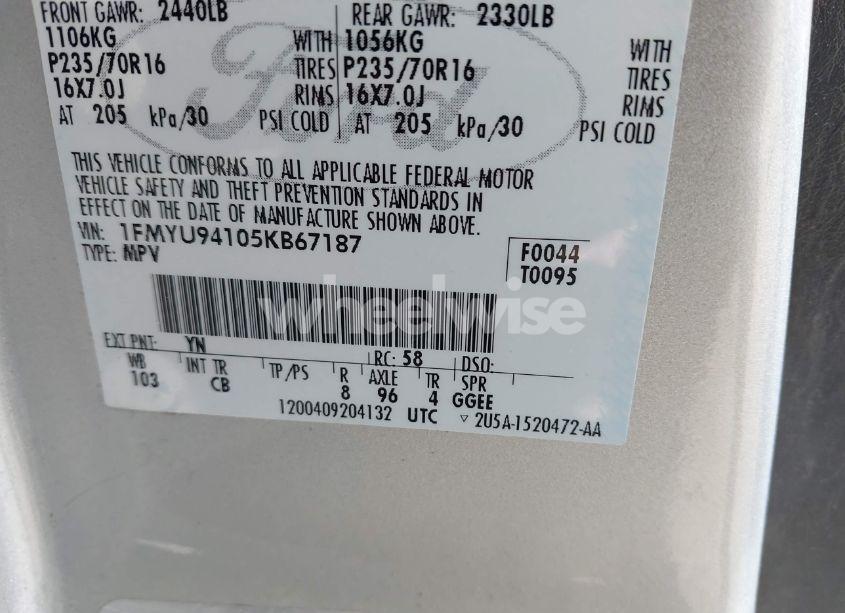 FRONT GAWR: 2440LB REAR GAWR: 2330LB
1106KG WITH 1056KG WITH
P235/70R16 TIRES P235/70R16 TIRES
16X7.0J RIMS 16X7.0J RIMS
AT 205 kPa/30 PSI COLD AT 205 kPa/30 PSI COLD
Ford
THIS VEHICLE CONFORMS TO ALL APPLICABLE FEDERAL MOTOR
VEHICLE SAFETY AND THEFT PREVENTION STANDARDS IN
EFFECT ON THE DATE OF MANUFACTURE SHOWN ABOVE.
VIN: 1FMYU94105KB67187
TYPE: MPV
F0044
T0095
wheelwise
EXT PNT: YN RC: 58 DSO:
WB INT TR TP/PS R AXLE TR SPR
103 CB 8 96 4 GGEE
1200409204132 UTC ▽ 2U5A-1520472-AA